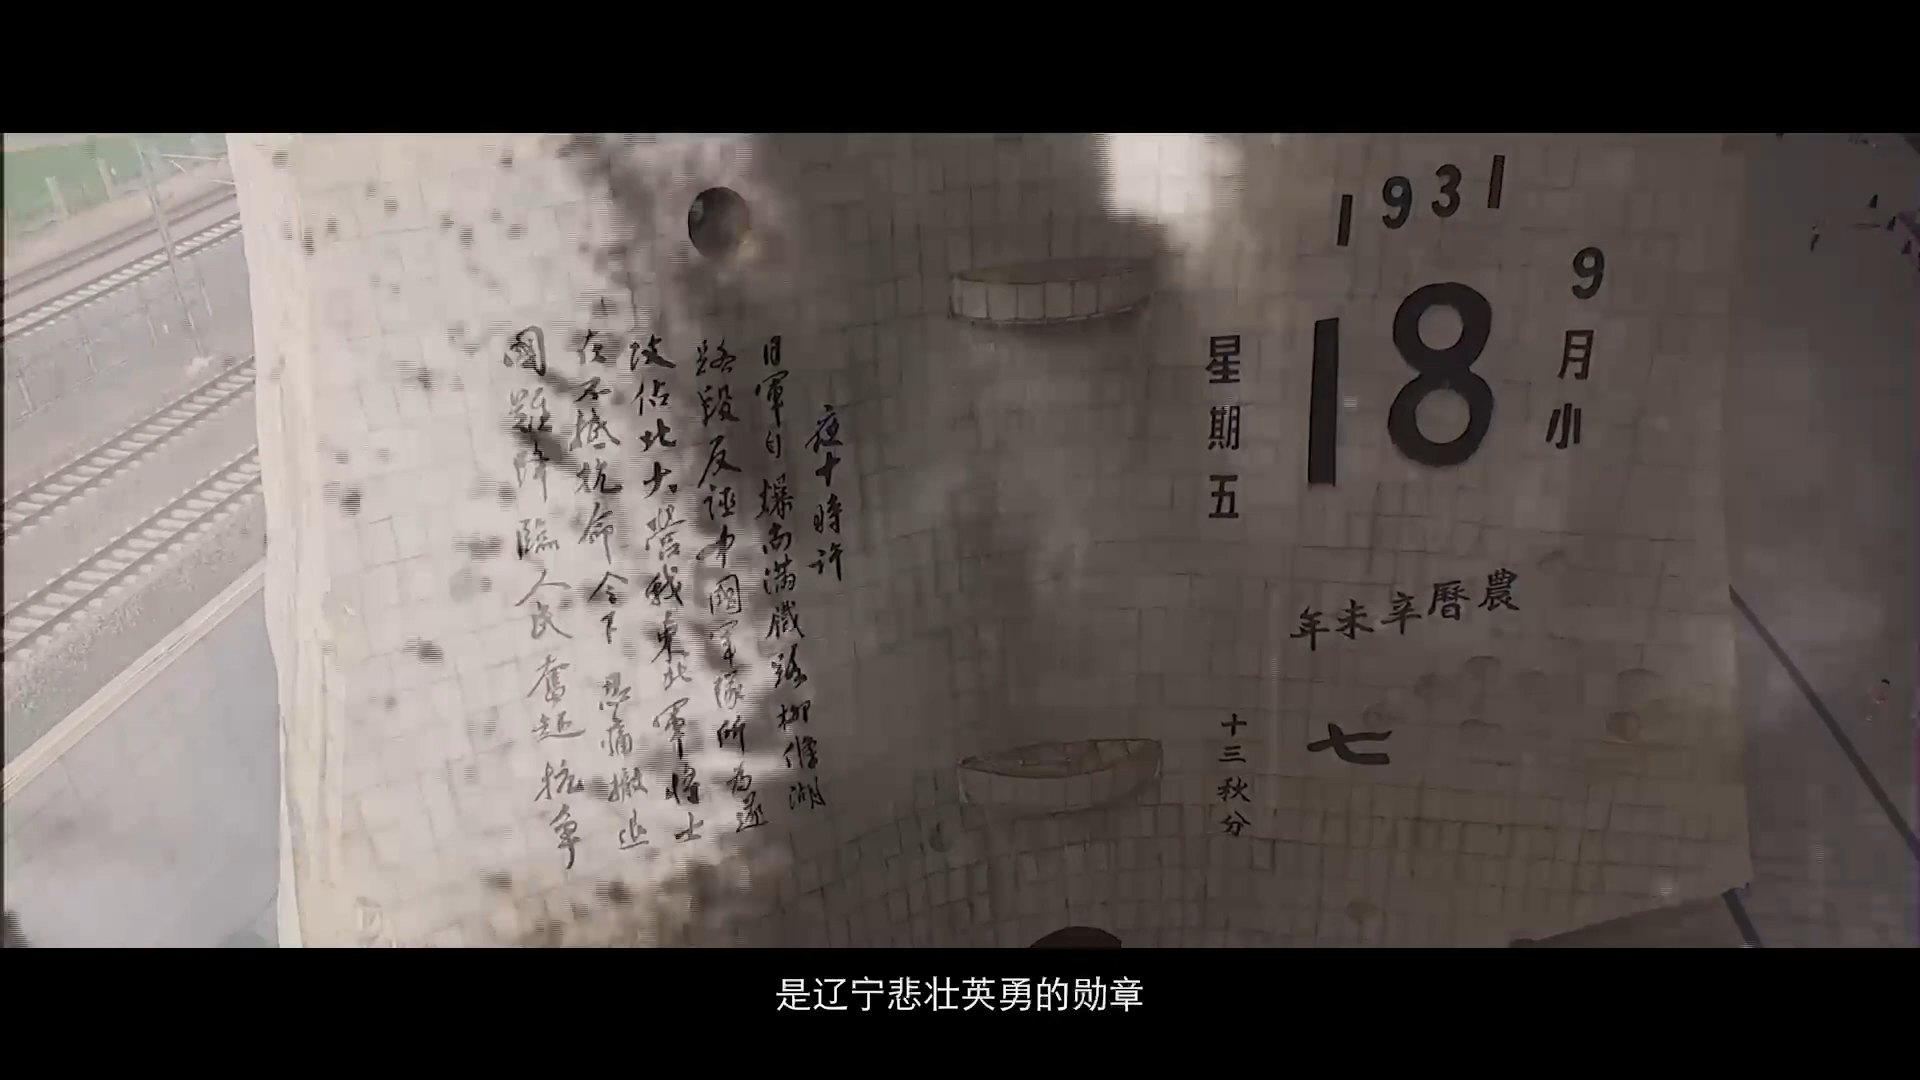 夜十時許
日軍自爆南滿鐵路柳條湖
路段反誣中國軍隊所為遂
攻佔北大營我東北軍將士
在不抵抗命令下忍痛撤退
國難降臨人民奮起抗爭
1931
9月小
18
星期五
農曆辛未年
七
十三秋分
是辽宁悲壮英勇的勋章